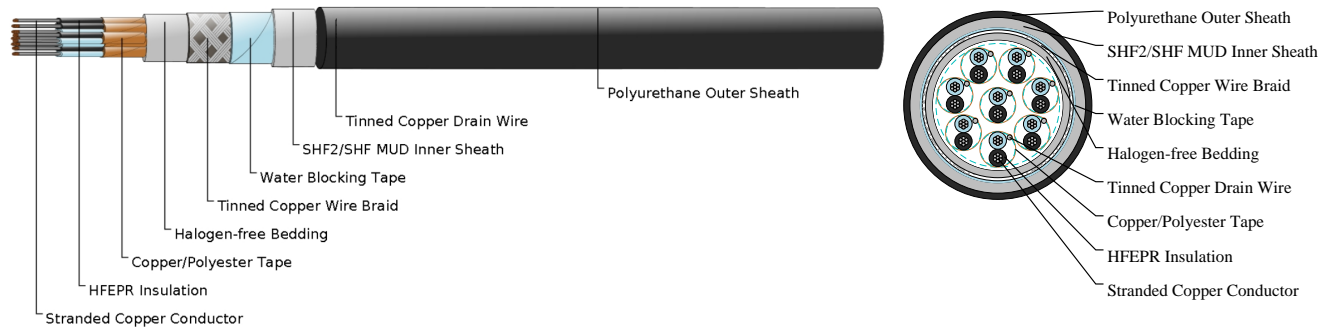 Polyurethane Outer Sheath
Tinned Copper Drain Wire
SHF2/SHF MUD Inner Sheath
Water Blocking Tape
Tinned Copper Wire Braid
Halogen-free Bedding
Copper/Polyester Tape
HFEPR Insulation
Stranded Copper Conductor
Polyurethane Outer Sheath
SHF2/SHF MUD Inner Sheath
Tinned Copper Wire Braid
Water Blocking Tape
Halogen-free Bedding
Tinned Copper Drain Wire
Copper/Polyester Tape
HFEPR Insulation
Stranded Copper Conductor